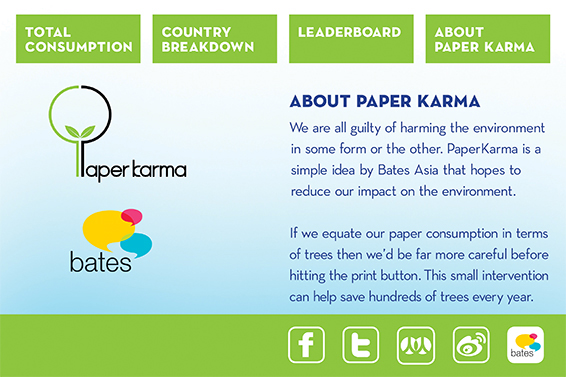 TOTAL
CONSUMPTION
COUNTRY
BREAKDOWN
LEADERBOARD
ABOUT
PAPER KARMA
Paper karma
bates
ABOUT PAPER KARMA
We are all guilty of harming the environment
in some form or the other. PaperKarma is a
simple idea by Bates Asia that hopes to
reduce our impact on the environment.
If we equate our paper consumption in terms
of trees then we'd be far more careful before
hitting the print button. This small intervention
can help save hundreds of trees every year.
f
t
bates